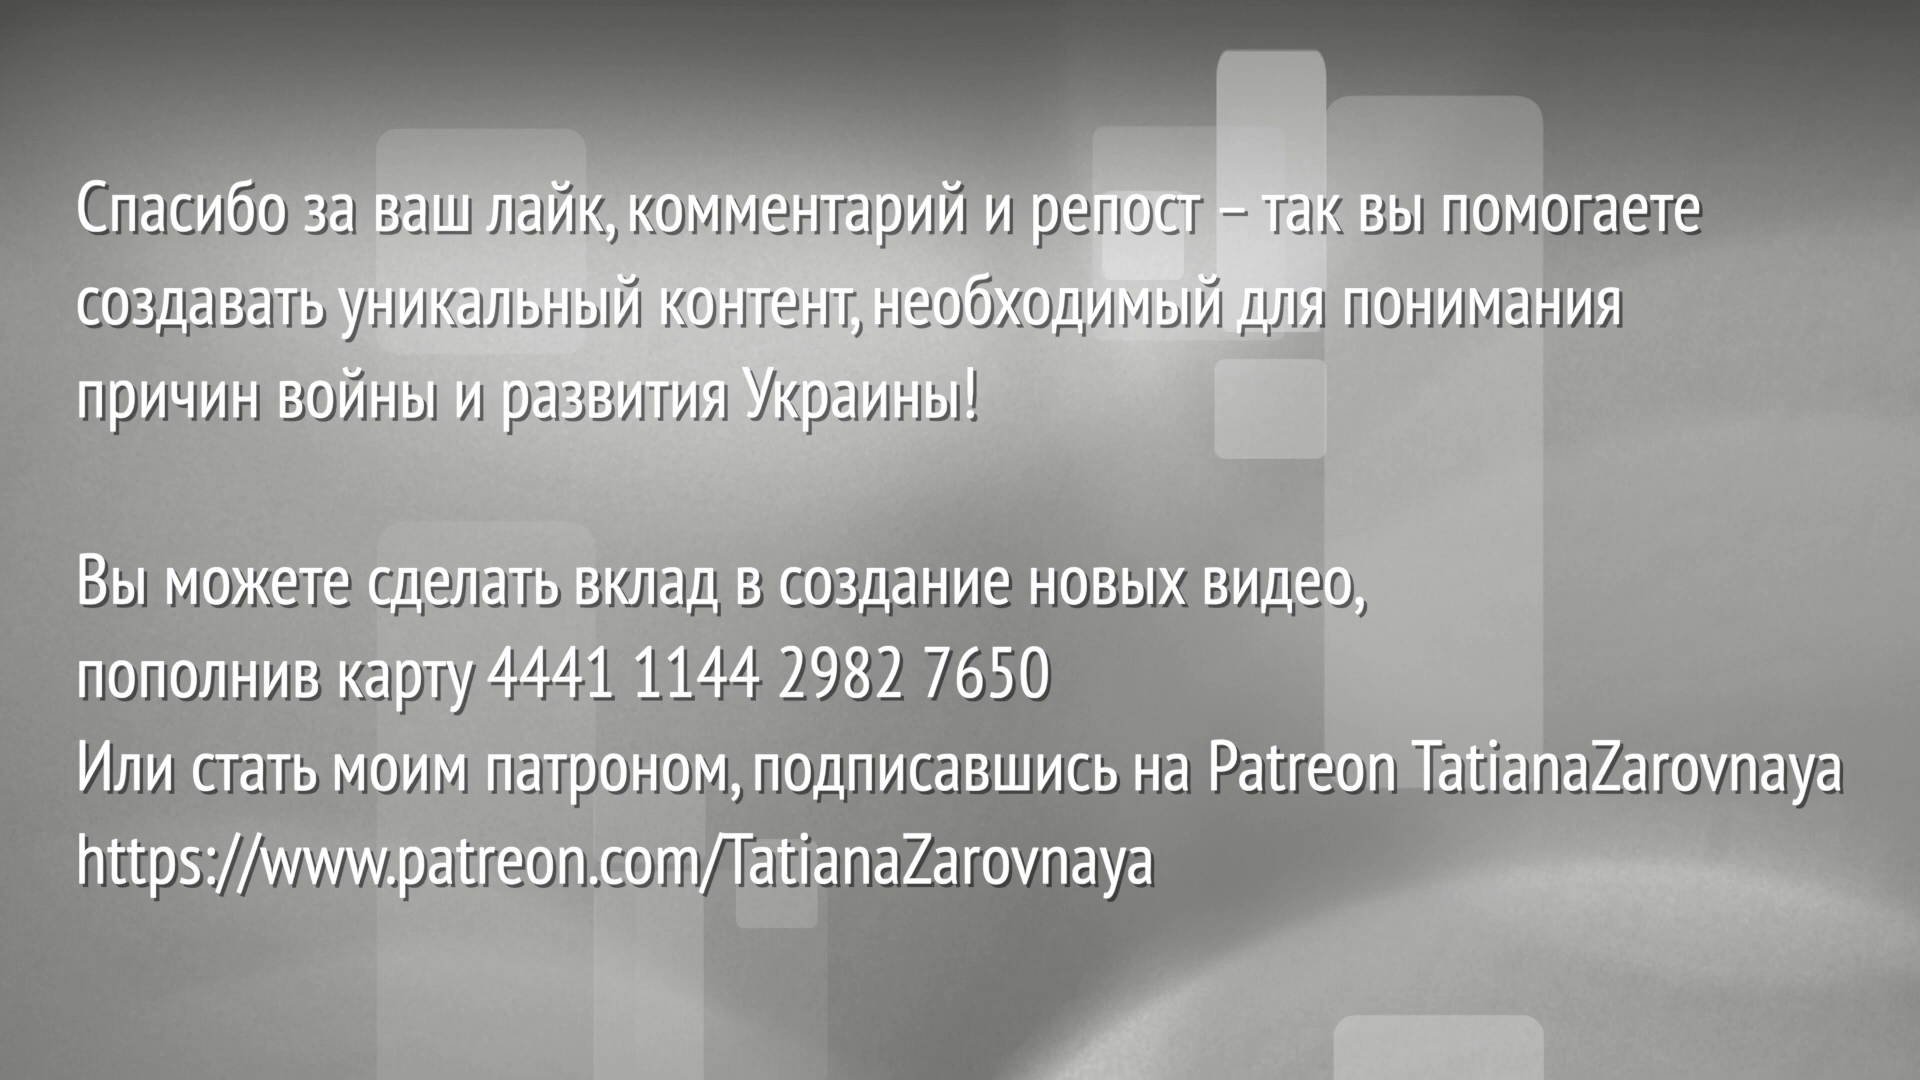 Спасибо за ваш лайк, комментарий и репост – так вы помогаете
создавать уникальный контент, необходимый для понимания
причин войны и развития Украины!
Вы можете сделать вклад в создание новых видео,
пополнив карту 4441 1144 2982 7650
Или стать моим патроном, подписавшись на Patreon TatianaZarovnaya
https://www.patreon.com/TatianaZarovnaya